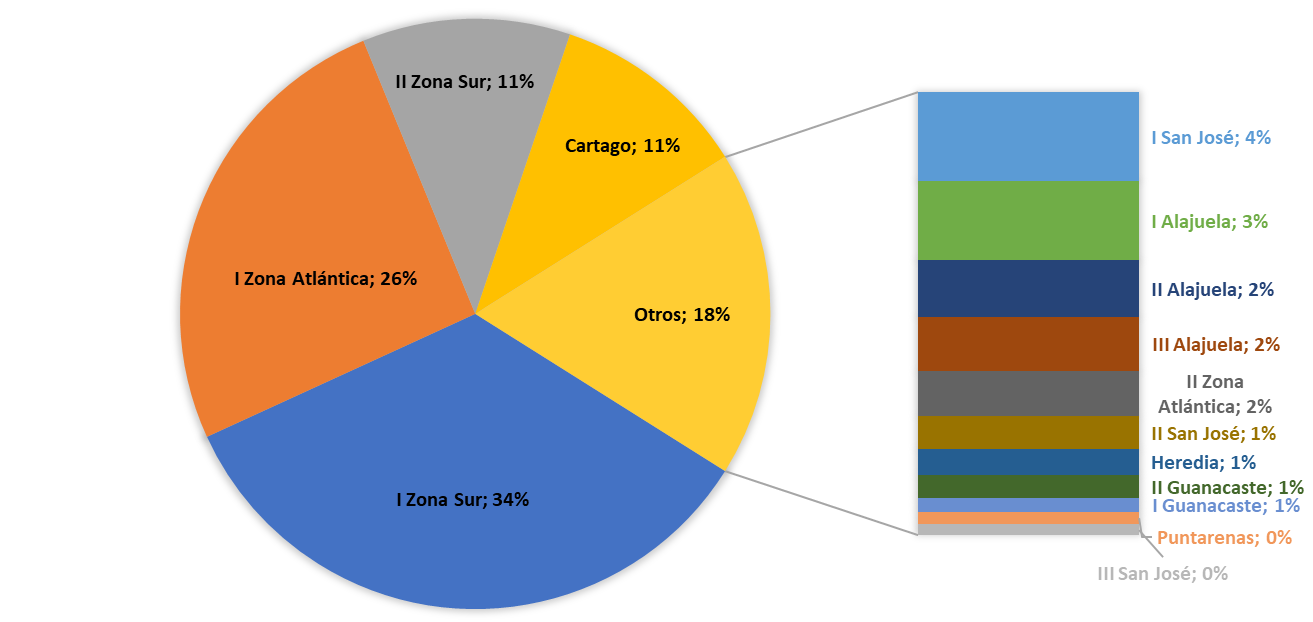 II Zona Sur; 11%
Cartago; 11%
I Zona Atlántica; 26%
Otros; 18%
I Zona Sur; 34%
I San José; 4%
I Alajuela; 3%
II Alajuela; 2%
III Alajuela; 2%
II Zona
Atlántica; 2%
II San José; 1%
Heredia; 1%
II Guanacaste; 1%
I Guanacaste; 1%
Puntarenas; 0%
III San José; 0%